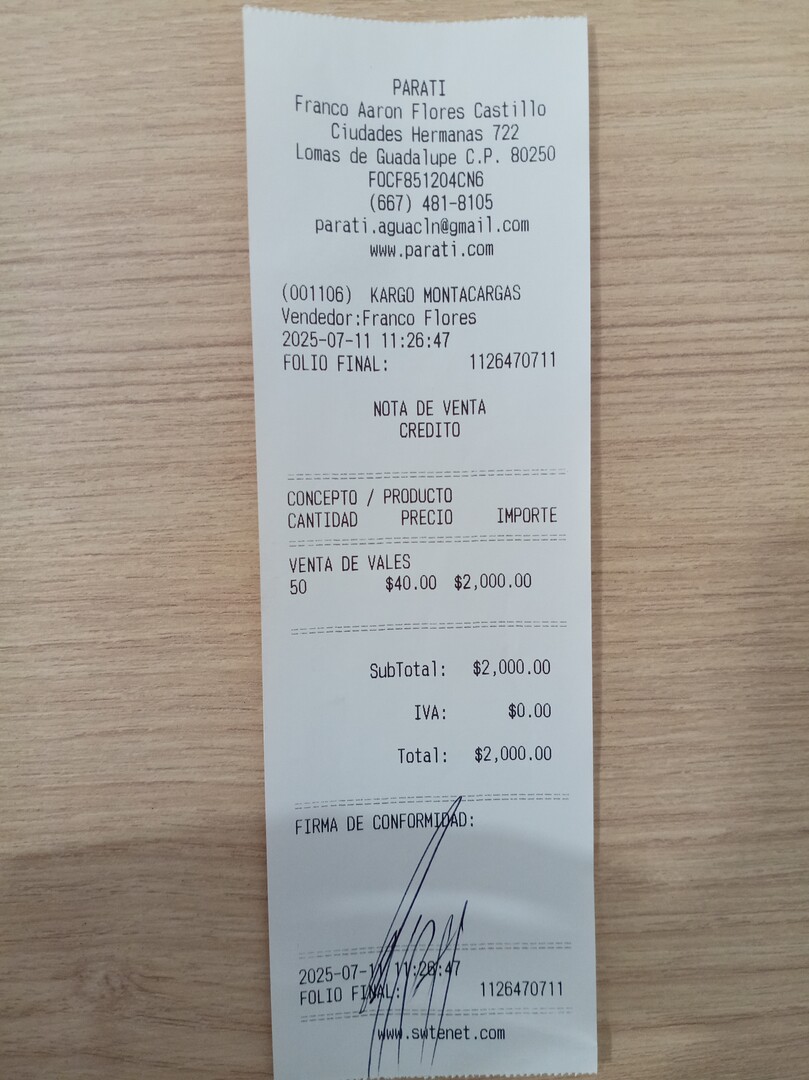 PARATI
Franco Aaron Flores Castillo
Ciudades Hermanas 722
Lomas de Guadalupe C.P. 80250
FOCF851204CN6
(667) 481-8105
parati.aguacln@gmail.com
www.parati.com
(001106) KARGO MONTACARGAS
Vendedor:Franco Flores
2025-07-11 11:26:47
FOLIO FINAL: 1126470711
NOTA DE VENTA
CREDITO
CONCEPTO / PRODUCTO
CANTIDAD PRECIO IMPORTE
VENTA DE VALES
50 $40.00 $2,000.00
SubTotal: $2,000.00
IVA: $0.00
Total: $2,000.00
FIRMA DE CONFORMIDAD:
2025-07-11 11:26:47
FOLIO FINAL: 1126470711
www.swtenet.com